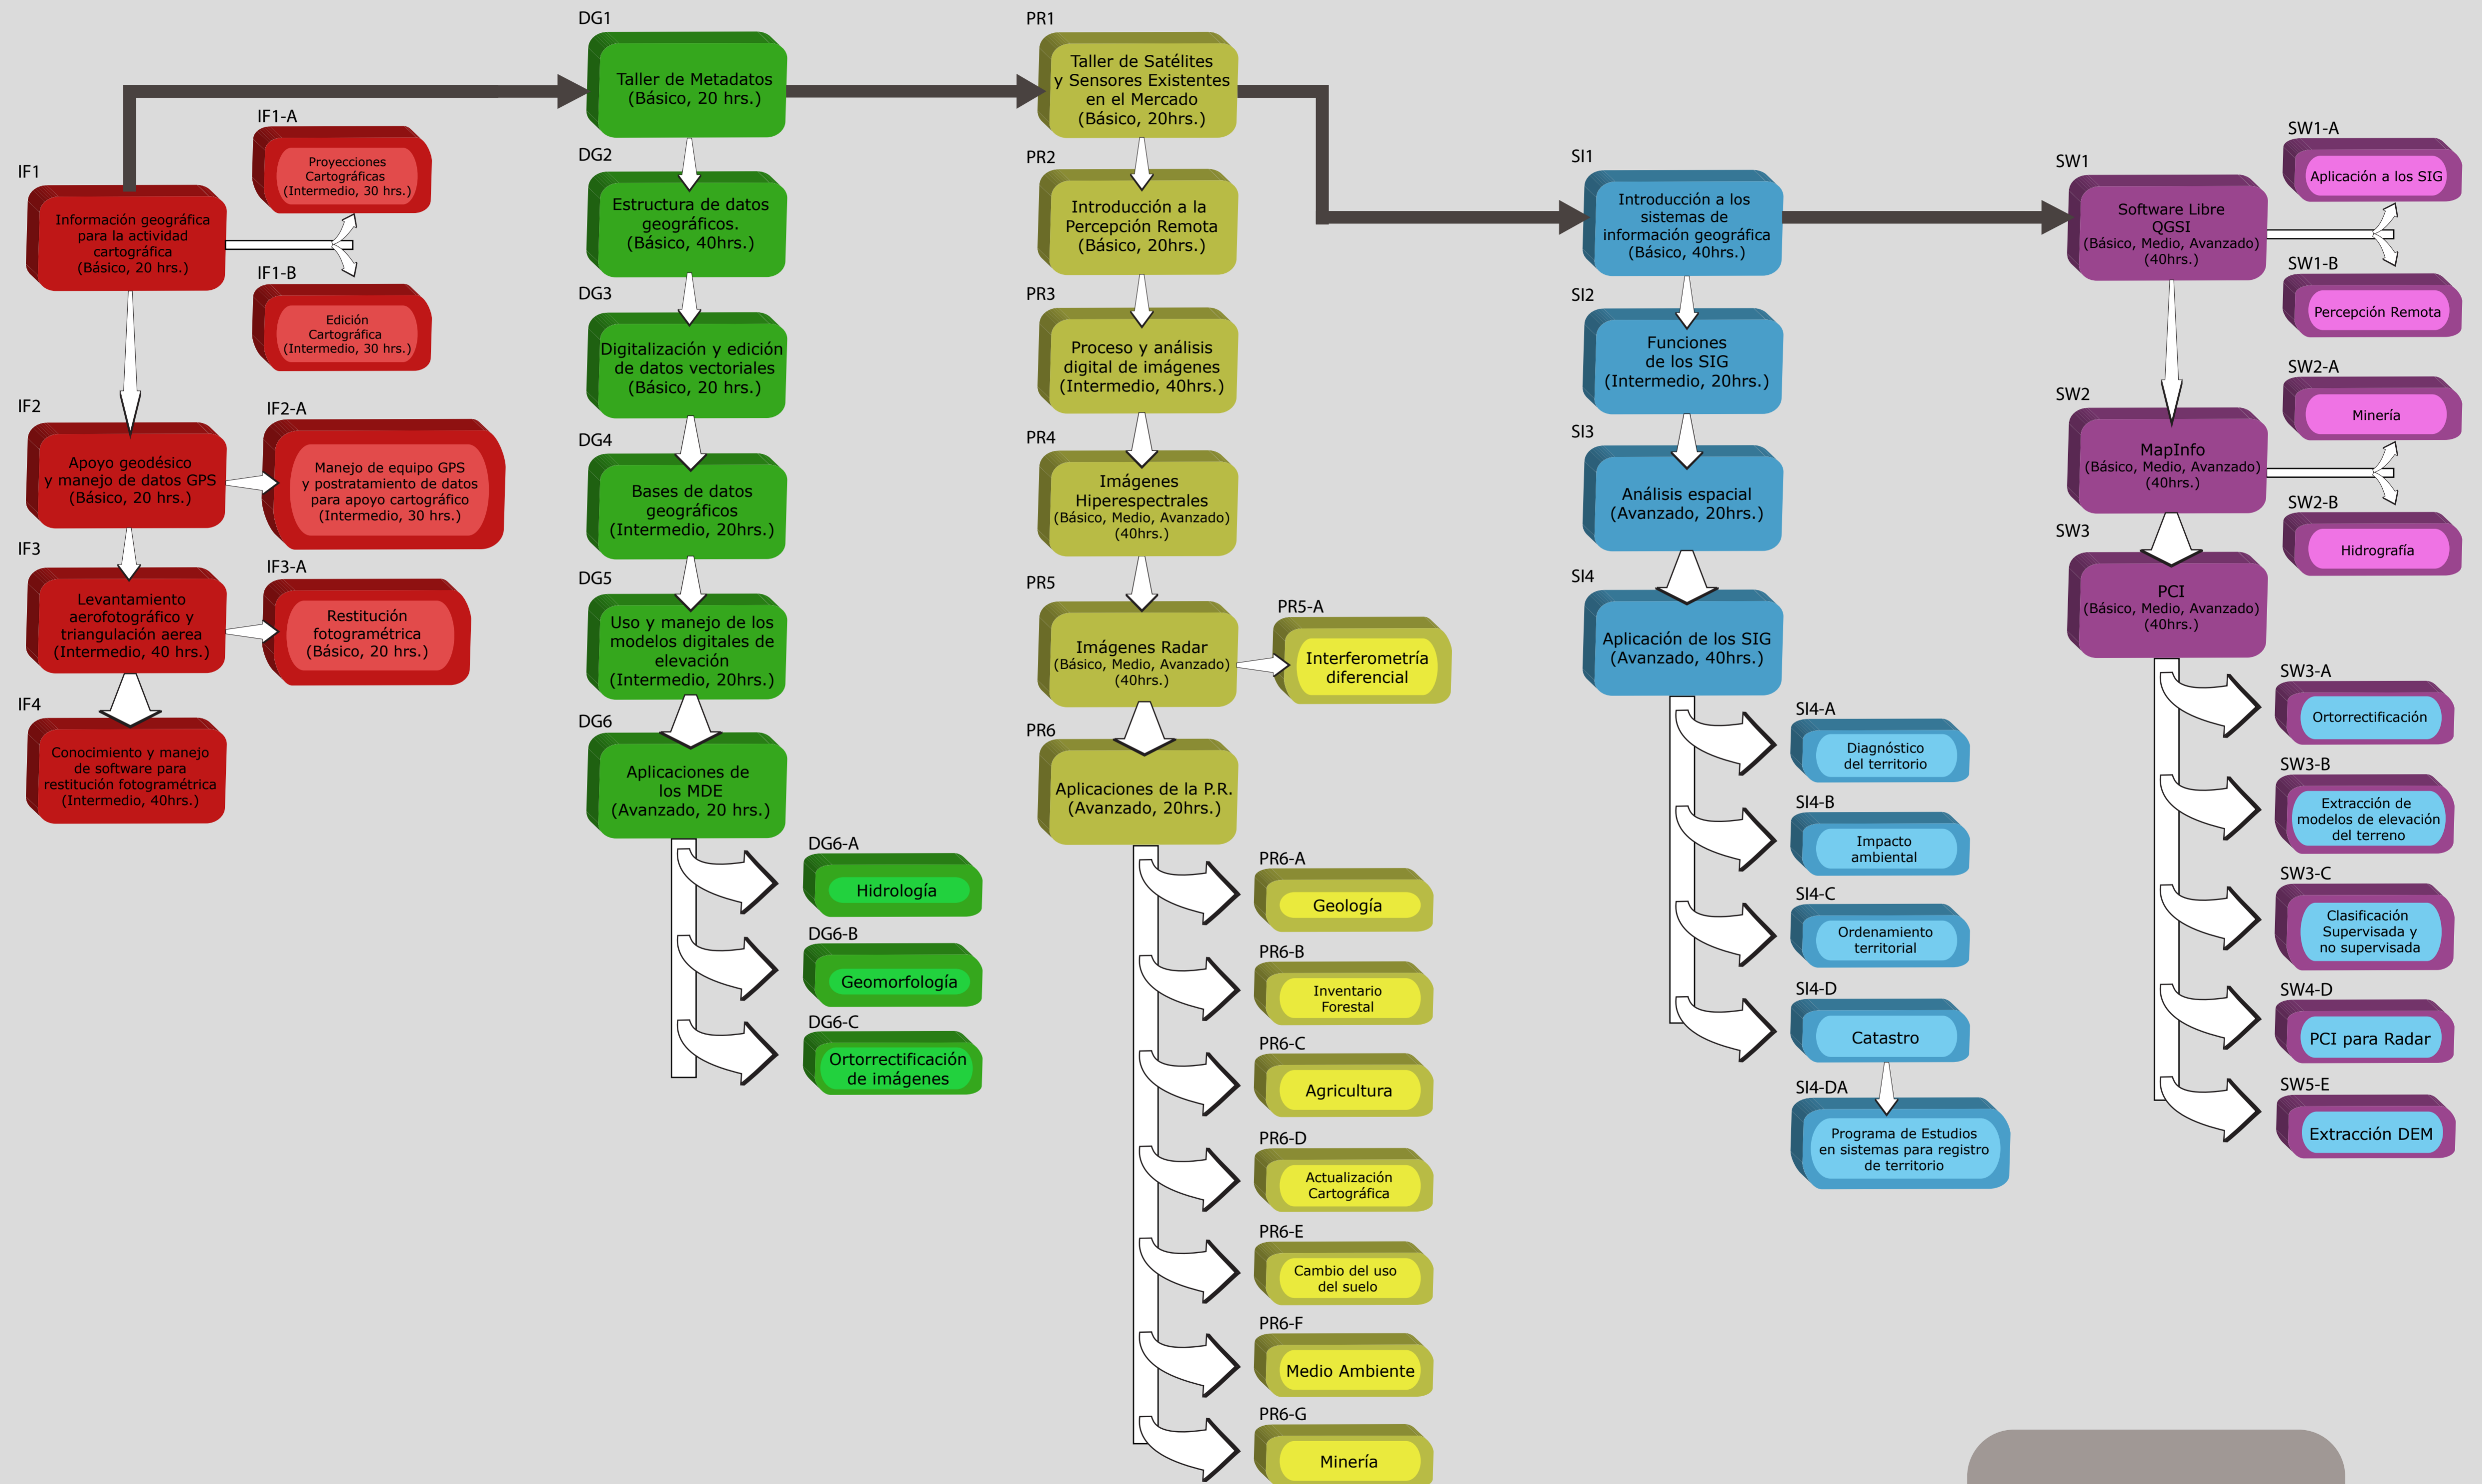 IF1
Información geográfica
para la actividad
cartográfica
(Básico, 20 hrs.)
IF1-A
Proyecciones
Cartográficas
(Intermedio, 30 hrs.)
IF1-B
Edición
Cartográfica
(Intermedio, 30 hrs.)
IF2
Apoyo geodésico
y manejo de datos GPS
(Básico, 20 hrs.)
IF2-A
Manejo de equipo GPS
y postratamiento de datos
para apoyo cartográfico
(Intermedio, 30 hrs.)
IF3
Levantamiento
aerofotográfico y
triangulación aerea
(Intermedio, 40 hrs.)
IF3-A
Restitución
fotogramétrica
(Básico, 20 hrs.)
IF4
Conocimiento y manejo
de software para
restitución fotogramétrica
(Intermedio, 40hrs.)
DG1
Taller de Metadatos
(Básico, 20 hrs.)
DG2
Estructura de datos
geográficos.
(Básico, 40hrs.)
DG3
Digitalización y edición
de datos vectoriales
(Básico, 20 hrs.)
DG4
Bases de datos
geográficos
(Intermedio, 20hrs.)
DG5
Uso y manejo de los
modelos digitales de
elevación
(Intermedio, 20hrs.)
DG6
Aplicaciones de
los MDE
(Avanzado, 20 hrs.)
DG6-A
Hidrología
DG6-B
Geomorfología
DG6-C
Ortorrectificación
de imágenes
PR1
Taller de Satélites
y Sensores Existentes
en el Mercado
(Básico, 20hrs.)
PR2
Introducción a la
Percepción Remota
(Básico, 20hrs.)
PR3
Proceso y análisis
digital de imágenes
(Intermedio, 40hrs.)
PR4
Imágenes
Hiperespectrales
(Básico, Medio, Avanzado)
(40hrs.)
PR5
Imágenes Radar
(Básico, Medio, Avanzado)
(40hrs.)
PR5-A
Interferometría
diferencial
PR6
Aplicaciones de la P.R.
(Avanzado, 20hrs.)
PR6-A
Geología
PR6-B
Inventario
Forestal
PR6-C
Agricultura
PR6-D
Actualización
Cartográfica
PR6-E
Cambio del uso
del suelo
PR6-F
Medio Ambiente
PR6-G
Minería
SI1
Introducción a los
sistemas de
información geográfica
(Básico, 40hrs.)
SI2
Funciones
de los SIG
(Intermedio, 20hrs.)
SI3
Análisis espacial
(Avanzado, 20hrs.)
SI4
Aplicación de los SIG
(Avanzado, 40hrs.)
SI4-A
Diagnóstico
del territorio
SI4-B
Impacto
ambiental
SI4-C
Ordenamiento
territorial
SI4-D
Catastro
SI4-DA
Programa de Estudios
en sistemas para registro
de territorio
SW1
Software Libre
QGSI
(Básico, Medio, Avanzado)
(40hrs.)
SW1-A
Aplicación a los SIG
SW1-B
Percepción Remota
SW2
MapInfo
(Básico, Medio, Avanzado)
(40hrs.)
SW2-A
Minería
SW2-B
Hidrografía
SW3
PCI
(Básico, Medio, Avanzado)
(40hrs.)
SW3-A
Ortorrectificación
SW3-B
Extracción de
modelos de elevación
del terreno
SW3-C
Clasificación
Supervisada y
no supervisada
SW4-D
PCI para Radar
SW5-E
Extracción DEM